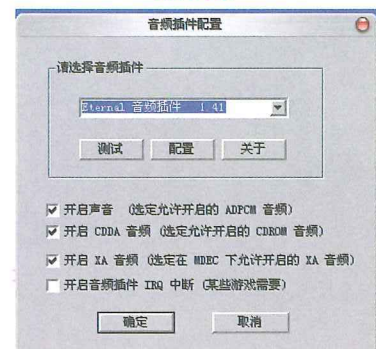 音频插件配置
请选择音频插件
Eternal 音频插件 1.41
测试 配置 关于
开启声音 (选定允许开启的 ADPCM 音频)
开启 CDDA 音频 (选定允许开启的 CDROM 音频)
开启 XA 音频 (选定在 MDEC 下允许开启的 XA 音频)
开启音频插件 IRQ 中断 (某些游戏需要)
确定 取消